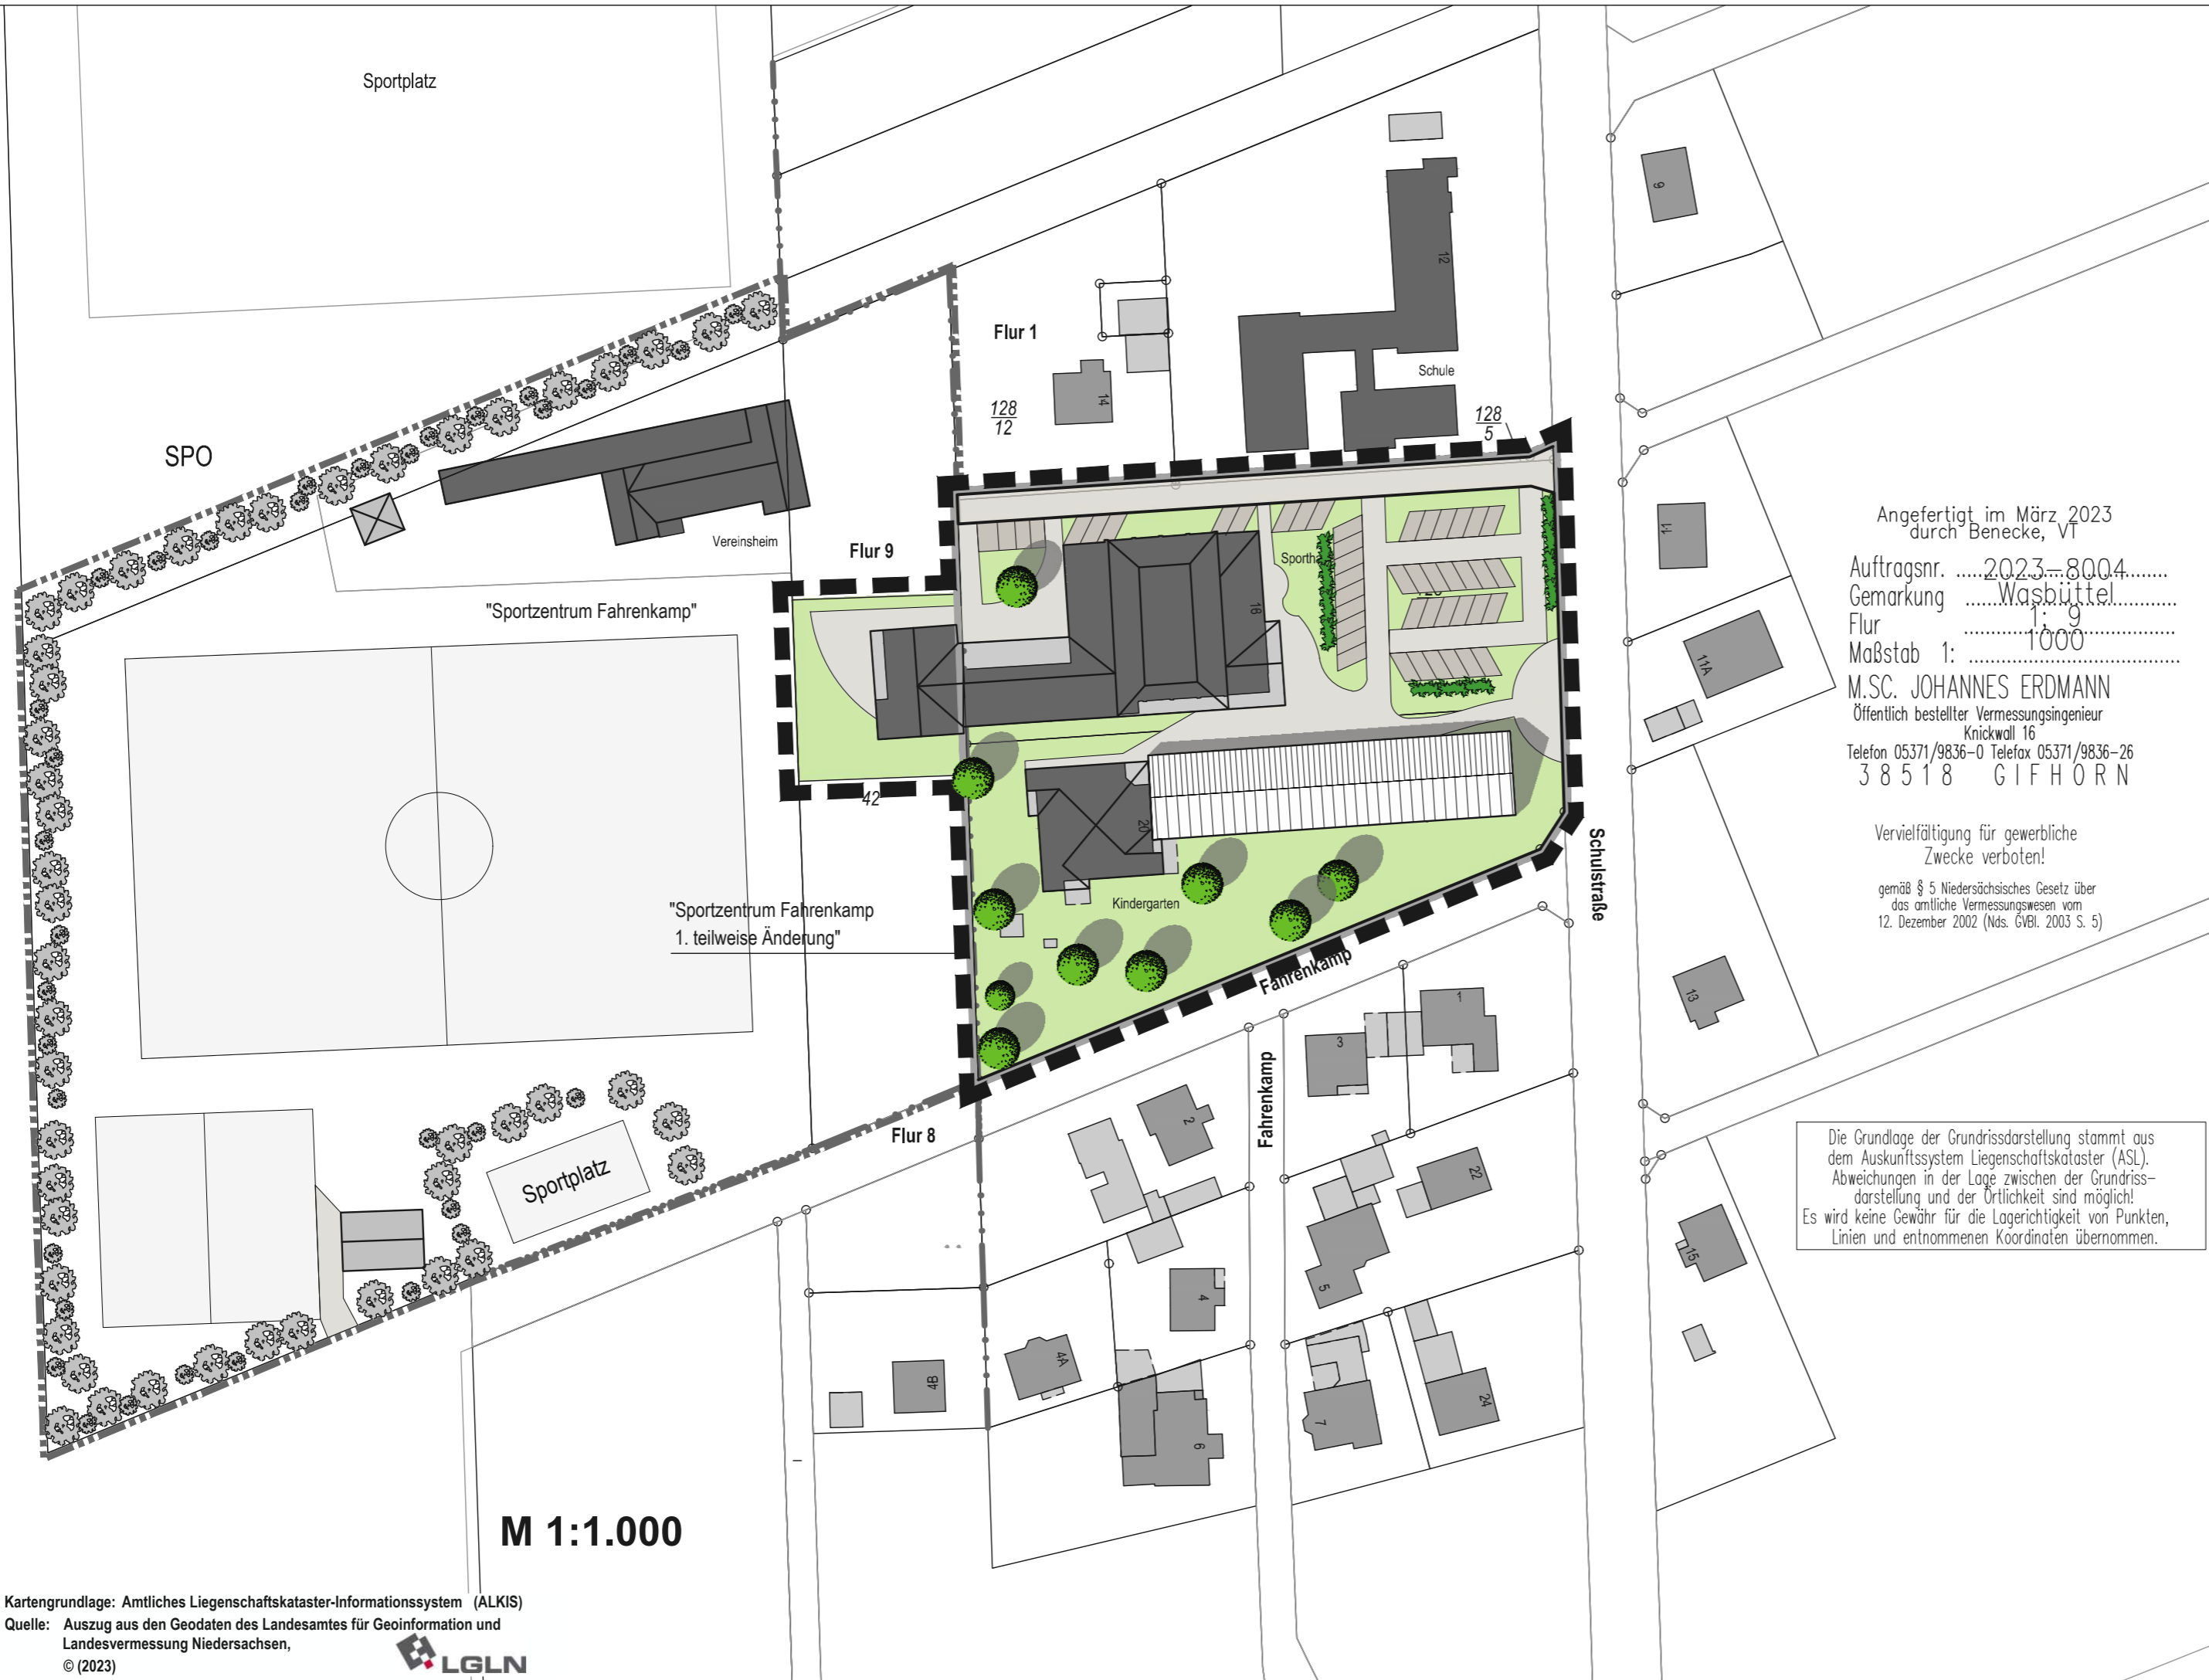 Sportplatz
SPO
Vereinsheim
"Sportzentrum Fahrenkamp"
Flur 9
Flur 1
128
12
14
12
Schule
128
5
9
11
11A
13
15
18
20
42
Kindergarten
"Sportzentrum Fahrenkamp
1. teilweise Änderung"
Schulstraße
Fahrenkamp
Fahrenkamp
Flur 8
Sportplatz
1
3
2
22
5
4
4A
4B
6
7
24
Angefertigt im März 2023
durch Benecke, VT
Auftragsnr. 2023-8004
Gemarkung Wasbüttel
Flur 1; 9
Maßstab 1: 1000
M.SC. JOHANNES ERDMANN
Öffentlich bestellter Vermessungsingenieur
Knickwall 16
Telefon 05371/9836-0 Telefax 05371/9836-26
38518 GIFHORN
Vervielfältigung für gewerbliche
Zwecke verboten!
gemäß § 5 Niedersächsisches Gesetz über
das amtliche Vermessungswesen vom
12. Dezember 2002 (Nds. GVBl. 2003 S. 5)
Die Grundlage der Grundrissdarstellung stammt aus
dem Auskunftssystem Liegenschaftskataster (ASL).
Abweichungen in der Lage zwischen der Grundriss-
darstellung und der Örtlichkeit sind möglich!
Es wird keine Gewähr für die Lagerichtigkeit von Punkten,
Linien und entnommenen Koordinaten übernommen.
M 1:1.000
Kartengrundlage: Amtliches Liegenschaftskataster-Informationssystem (ALKIS)
Quelle: Auszug aus den Geodaten des Landesamtes für Geoinformation und
Landesvermessung Niedersachsen,
© (2023)
LGLN